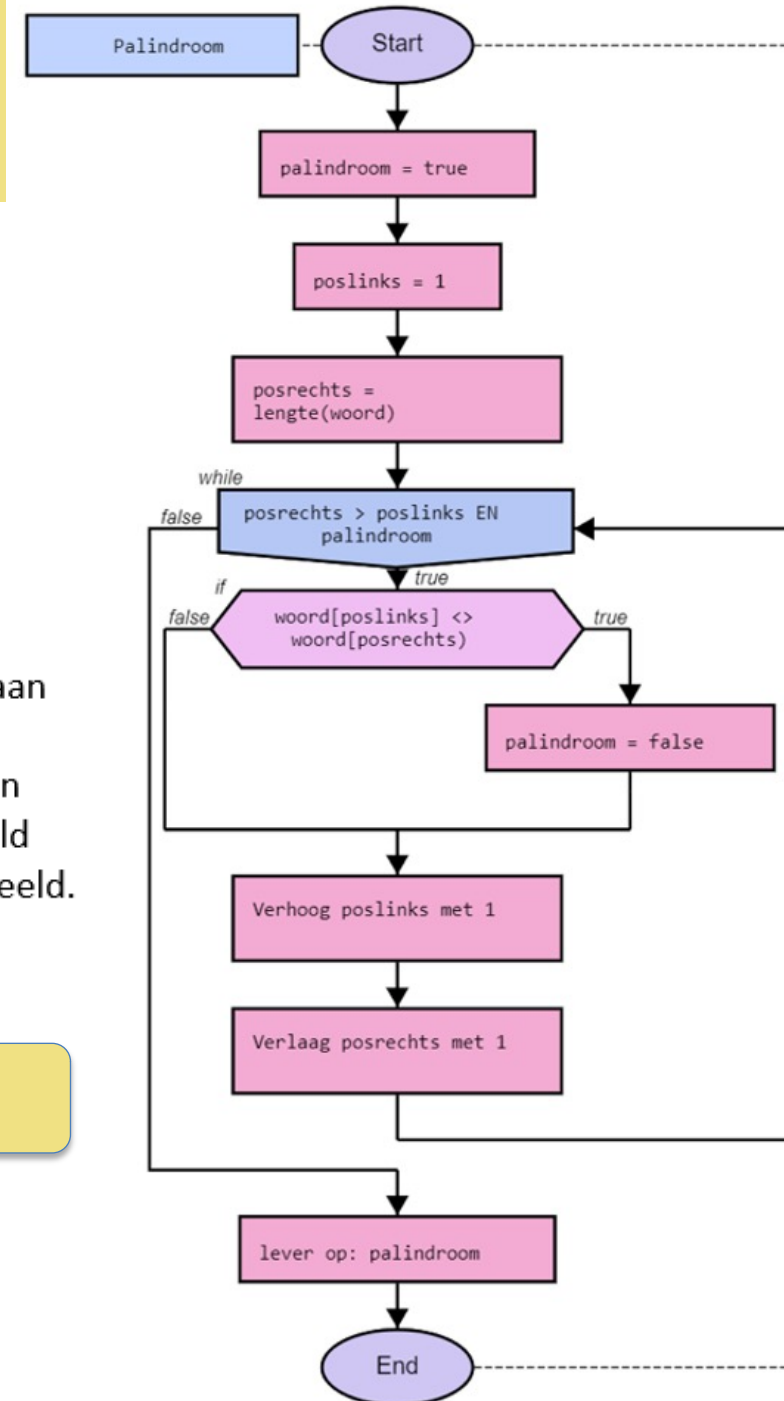 Palindroom
Start
palindroom = true
poslinks = 1
posrechts =
lengte(woord)
while
false
posrechts > poslinks EN
palindroom
true
if
false
woord[poslinks] <>
woord[posrechts)
true
palindroom = false
Verhoog poslinks met 1
Verlaag posrechts met 1
lever op: palindroom
End
aan
n
ld
eeld.